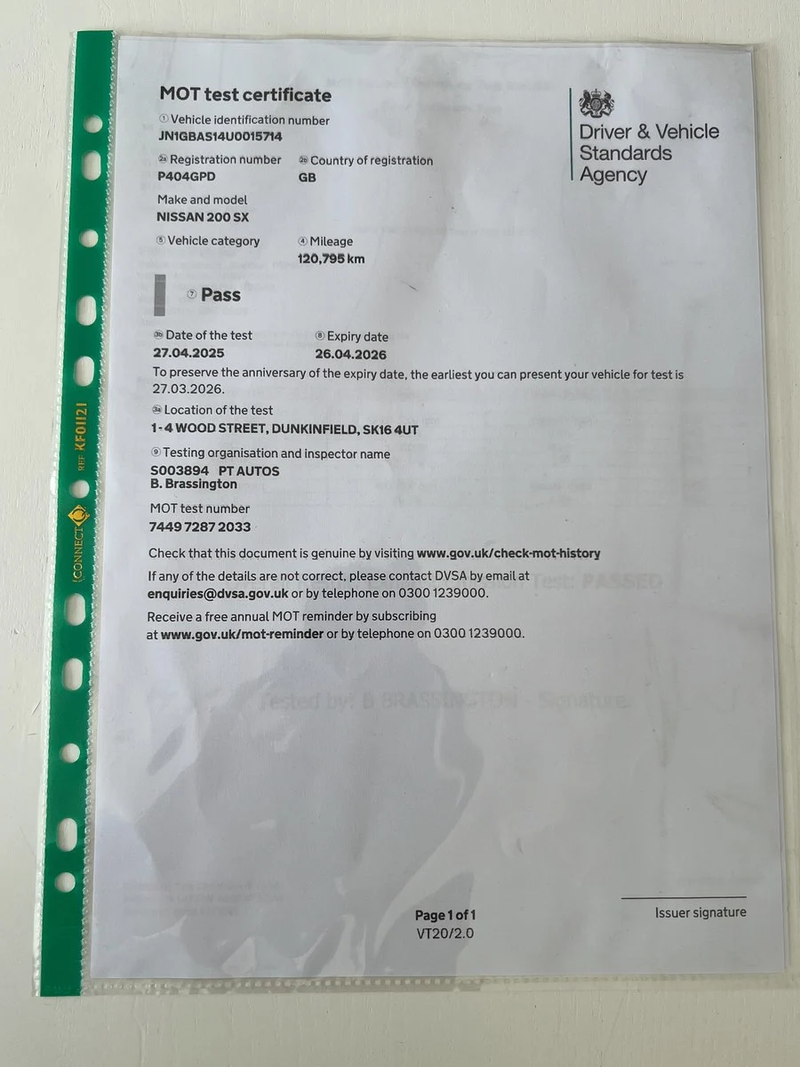 MOT test certificate
1 Vehicle identification number
JN1GBAS14U0015714
2a Registration number 2b Country of registration
P404GPD GB
Make and model
NISSAN 200 SX
5 Vehicle category 4 Mileage
120,795 km
7 Pass
3b Date of the test 8 Expiry date
27.04.2025 26.04.2026
To preserve the anniversary of the expiry date, the earliest you can present your vehicle for test is
27.03.2026.
3a Location of the test
1-4 WOOD STREET, DUNKINFIELD, SK16 4UT
9 Testing organisation and inspector name
S003894 PT AUTOS
B. Brassington
MOT test number
7449 7287 2033
Check that this document is genuine by visiting www.gov.uk/check-mot-history
If any of the details are not correct, please contact DVSA by email at
enquiries@dvsa.gov.uk or by telephone on 0300 1239000.
Receive a free annual MOT reminder by subscribing
at www.gov.uk/mot-reminder or by telephone on 0300 1239000.
Driver & Vehicle
Standards
Agency
REF KF01121
CONNECT
Test: PASSED
Tested by: B BRASSINGTON - Signature:
Page 1 of 1
VT20/2.0
Issuer signature